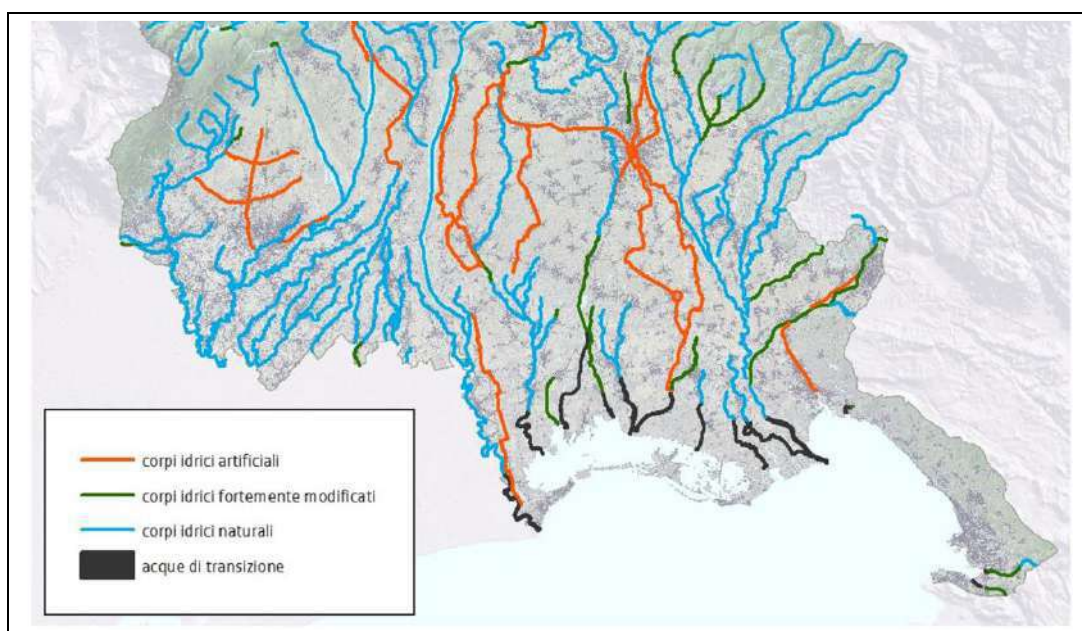 corpi idrici artificiali
corpi idrici fortemente modificati
corpi idrici naturali
acque di transizione